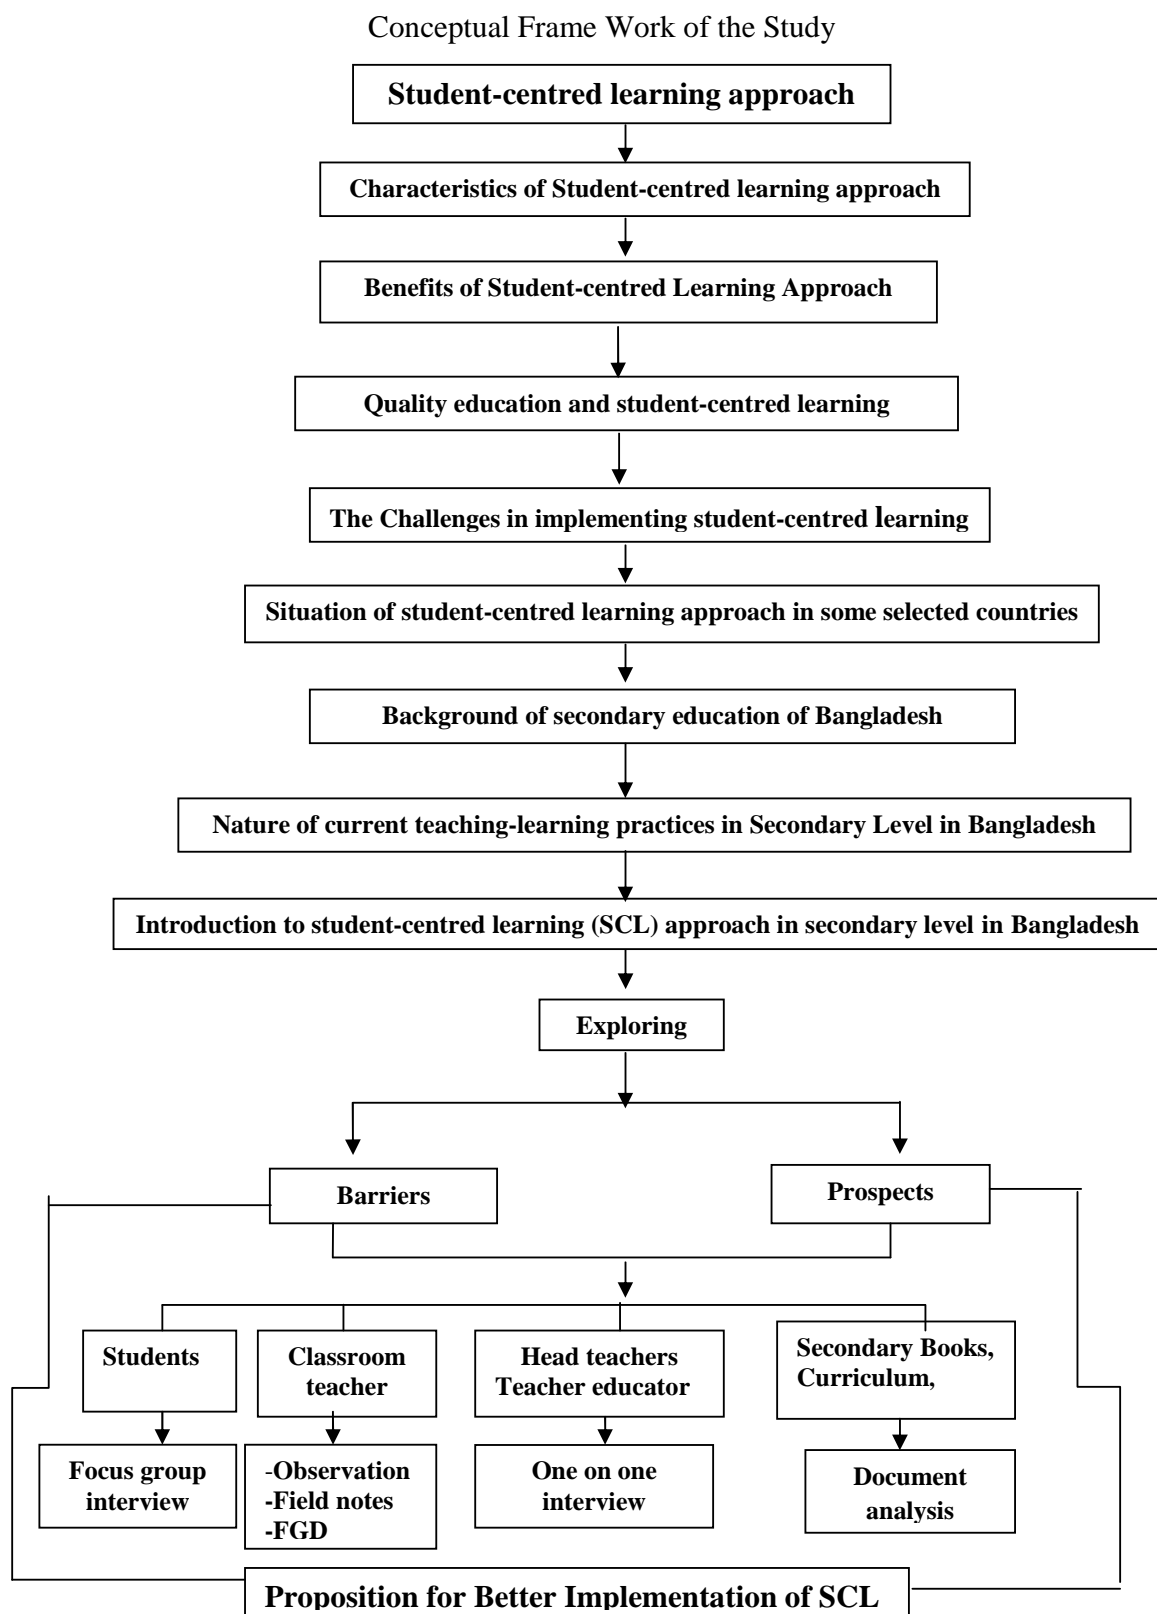 Conceptual Frame Work of the Study
Student-centred learning approach
Characteristics of Student-centred learning approach
Benefits of Student-centred Learning Approach
Quality education and student-centred learning
The Challenges in implementing student-centred learning
Situation of student-centred learning approach in some selected countries
Background of secondary education of Bangladesh
Nature of current teaching-learning practices in Secondary Level in Bangladesh
Introduction to student-centred learning (SCL) approach in secondary level in Bangladesh
Exploring
Barriers
Prospects
Students
Classroom
teacher
Head teachers
Teacher educator
Secondary Books,
Curriculum,
Focus group
interview
-Observation
-Field notes
-FGD
One on one
interview
Document
analysis
Proposition for Better Implementation of SCL